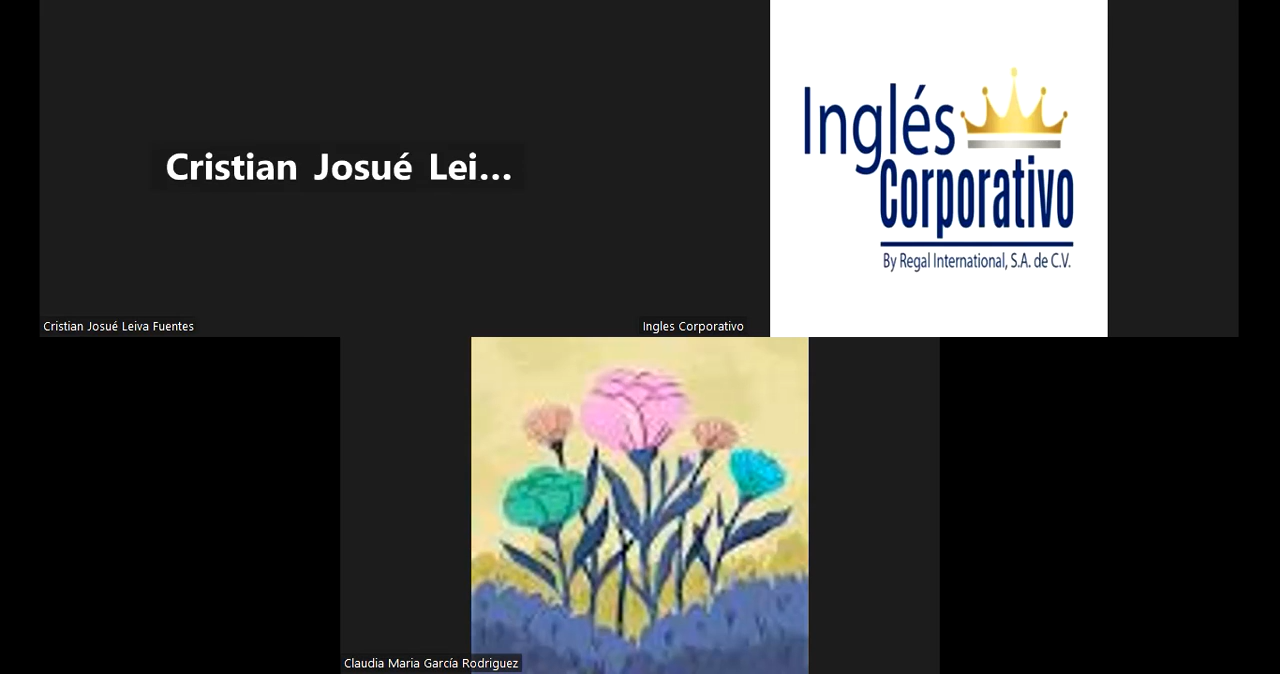 Cristian Josué Lei...
Inglés
Corporativo
By Regal International, S.A. de C.V.
Cristian Josué Leiva Fuentes
Ingles Corporativo
Claudia Maria García Rodriguez